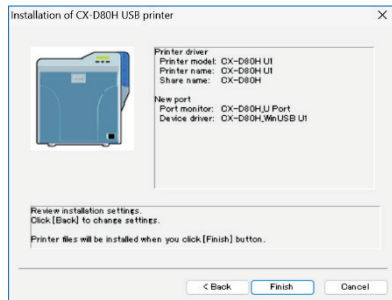 Installation of CX-D80H USB printer
Printer driver
Printer model: CX-D80H U1
Printer name: CX-D80H U1
Share name: CX-D80H
New port
Port monitor: CX-D80H_U Port
Device driver: CX-D80H_WinUSB U1
Review installation settings.
Click [Back] to change settings.
Printer files will be installed when you click [Finish] button.
< Back
Finish
Cancel